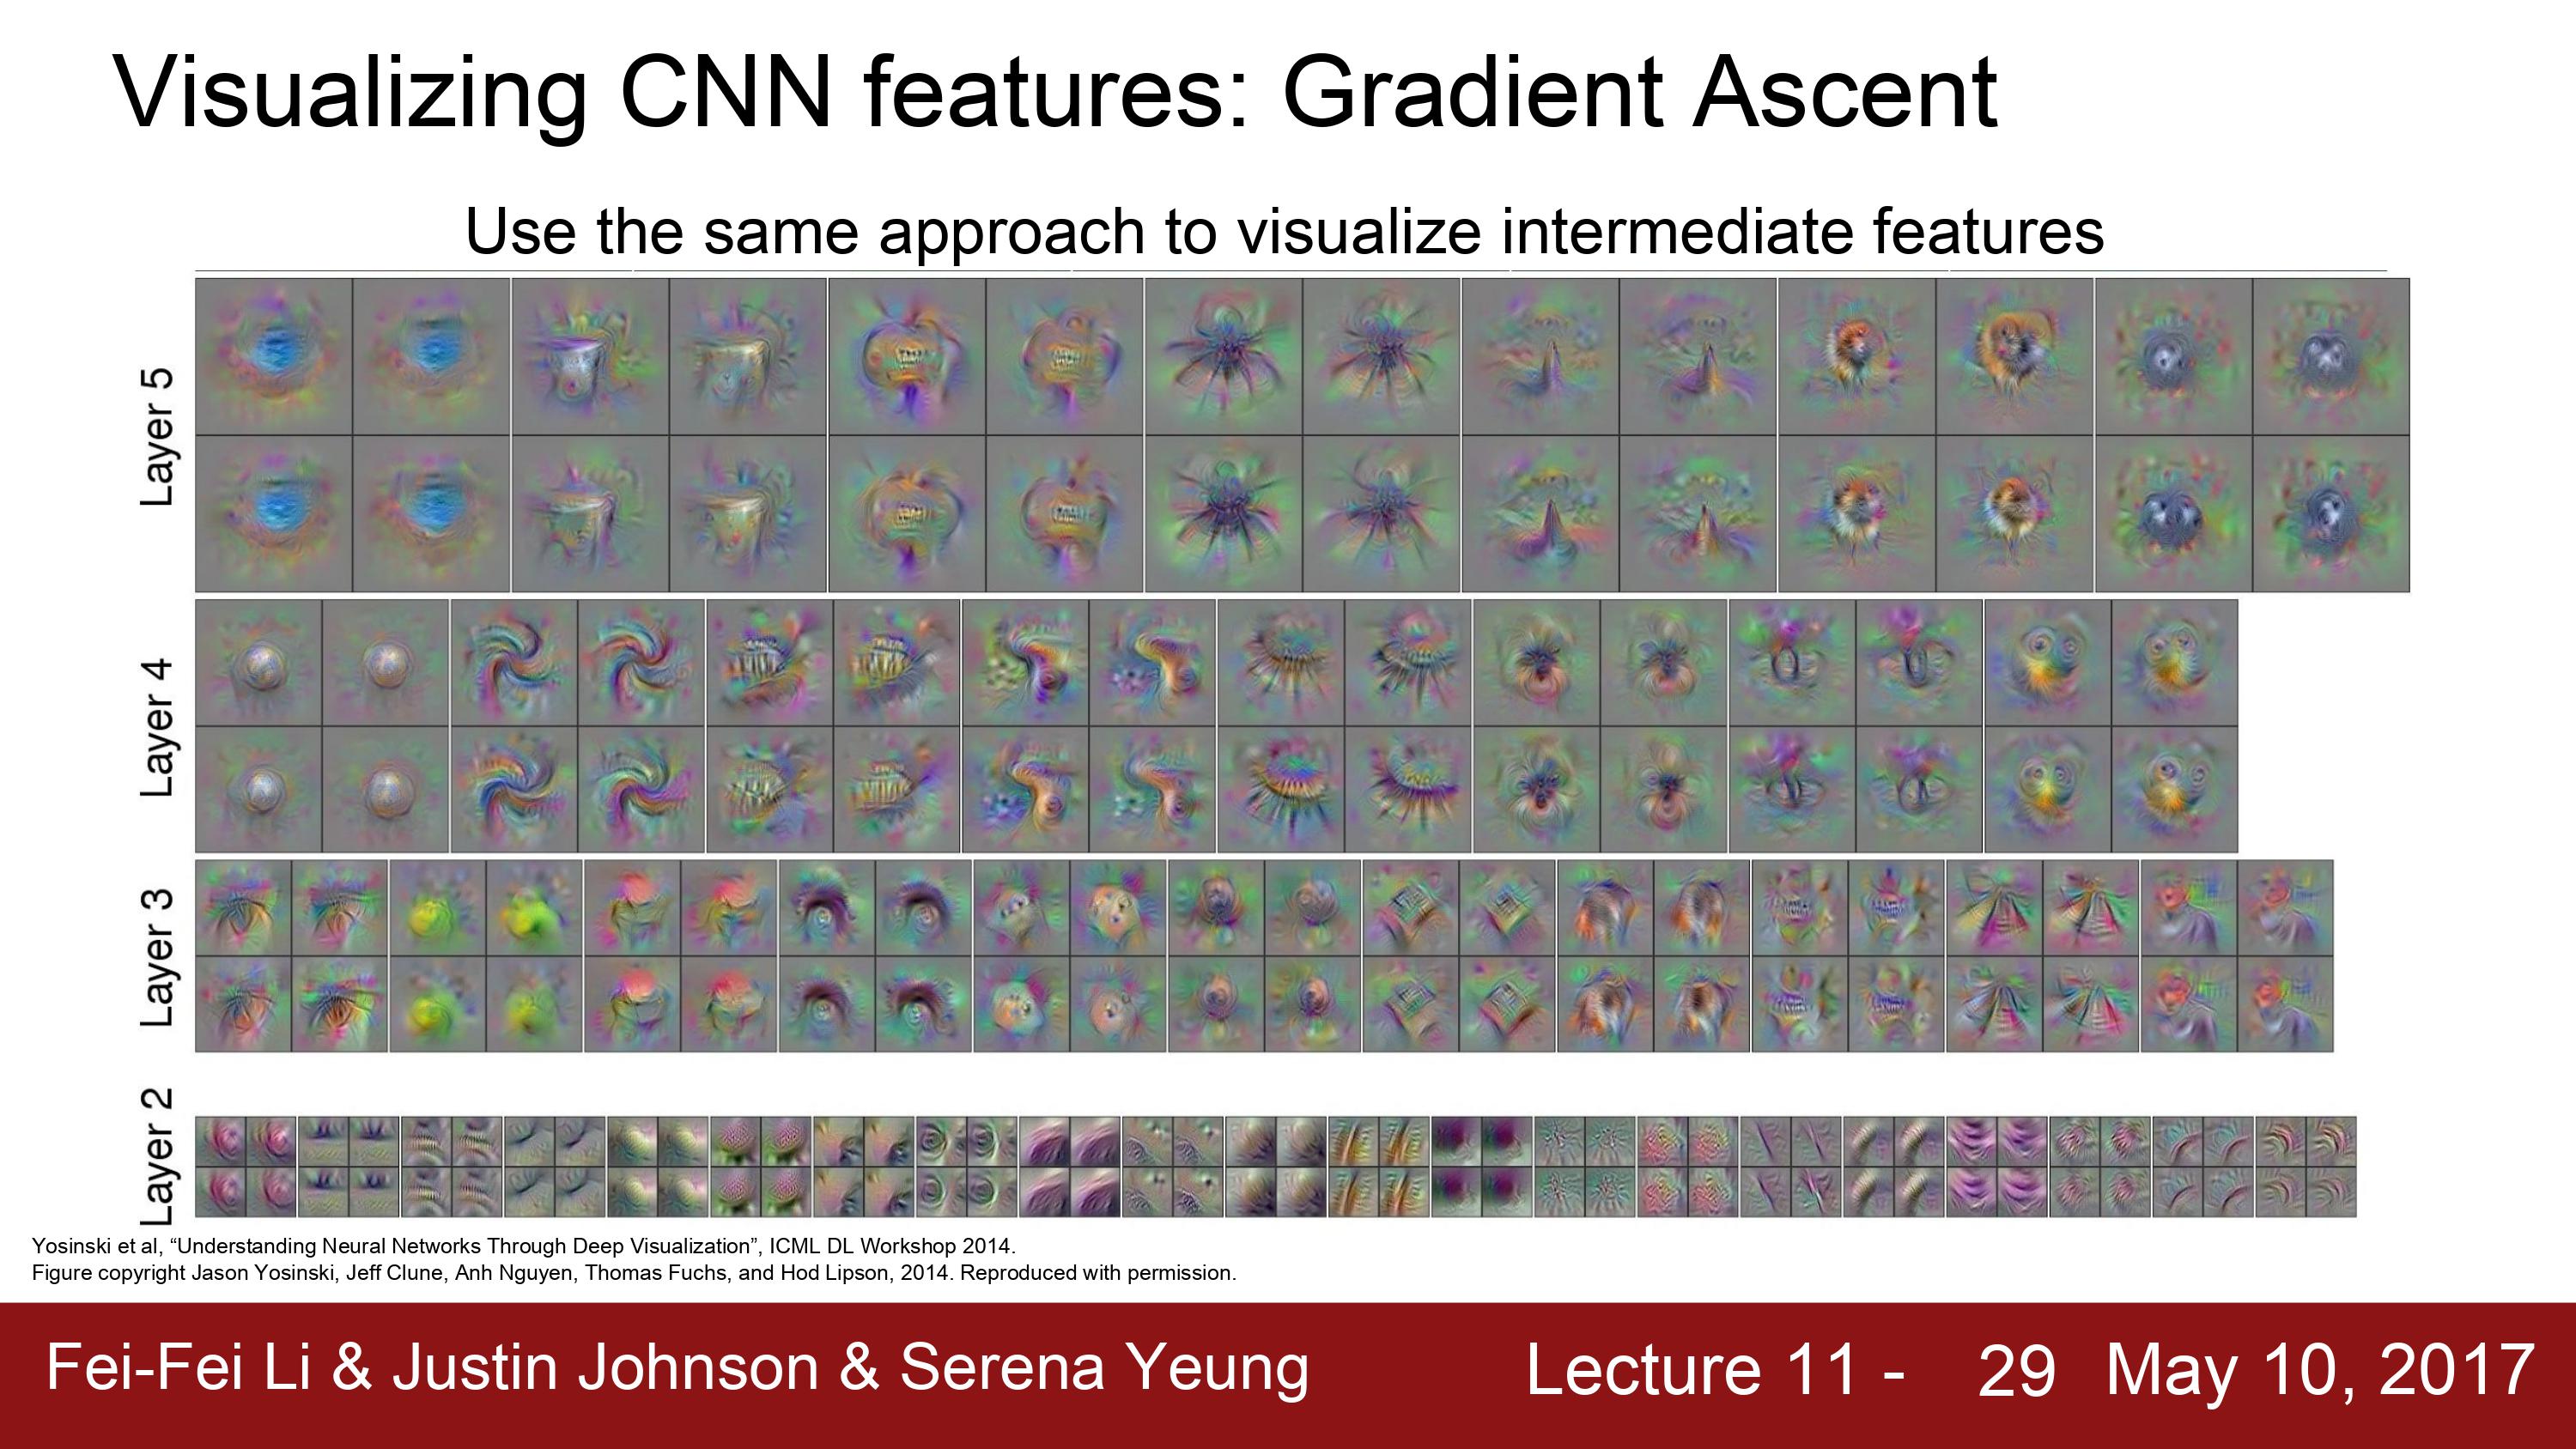 Visualizing CNN features: Gradient Ascent
Use the same approach to visualize intermediate features
Layer 5
Layer 4
Layer 3
Layer 2
Yosinski et al, “Understanding Neural Networks Through Deep Visualization”, ICML DL Workshop 2014.
Figure copyright Jason Yosinski, Jeff Clune, Anh Nguyen, Thomas Fuchs, and Hod Lipson, 2014. Reproduced with permission.
Fei-Fei Li & Justin Johnson & Serena Yeung Lecture 11 - 29 May 10, 2017